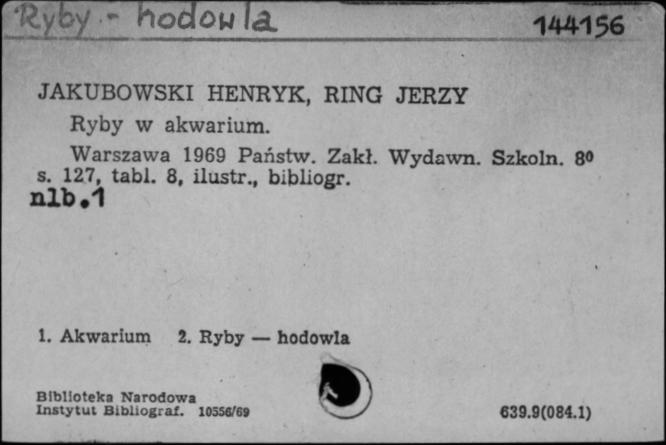 Ryby - hodowla 144156
JAKUBOWSKI HENRYK, RING JERZY
Ryby w akwarium.
Warszawa 1969 Państw. Zakł. Wydawn. Szkoln. 8⁰
s. 127, tabl. 8, ilustr., bibliogr.
nlb.1
1. Akwarium 2. Ryby — hodowla
Biblioteka Narodowa
Instytut Bibliograf. 10556/69 639.9(084.1)